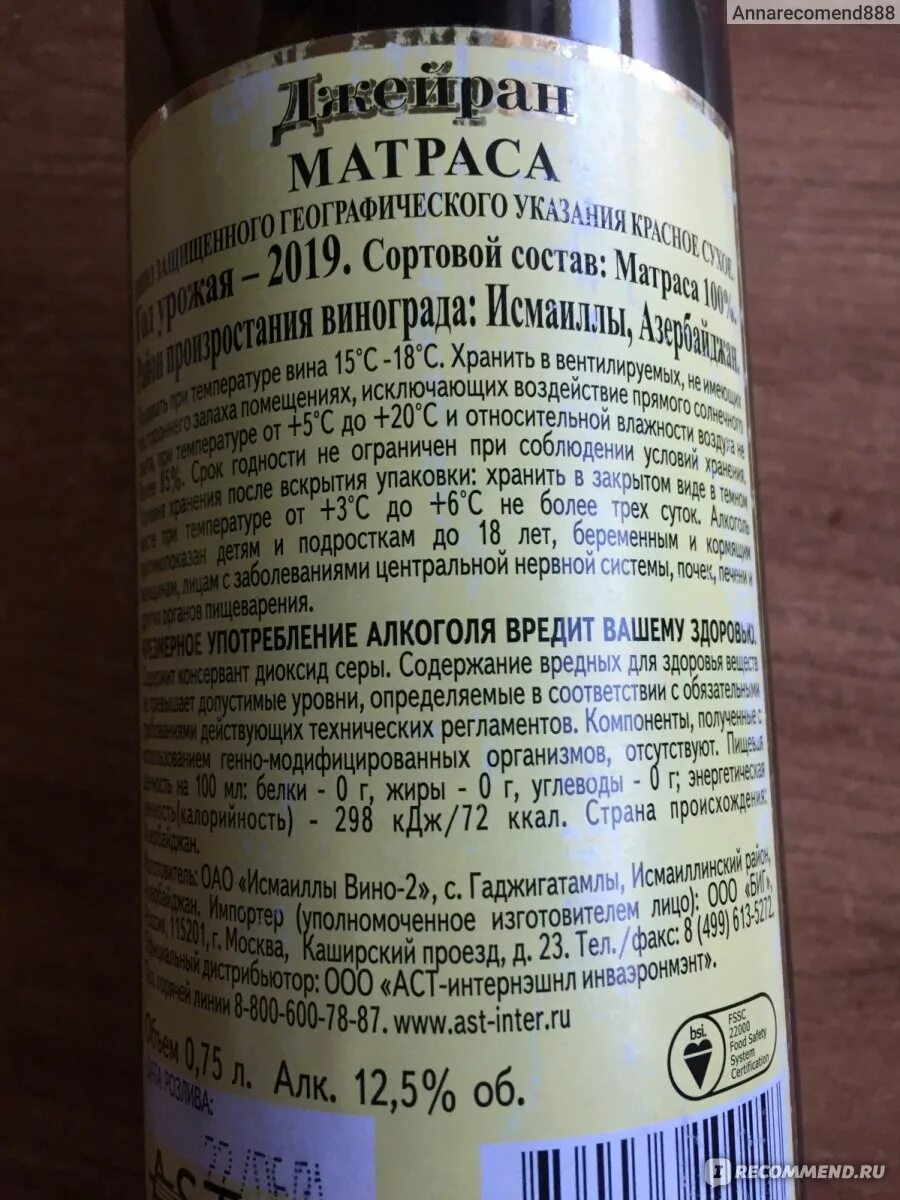 Annarecomend888
Джейран
МАТРАСА
ЗАЩИЩЕННОГО ГЕОГРАФИЧЕСКОГО УКАЗАНИЯ КРАСНОЕ СУХОЕ.
Год урожая – 2019. Сортовой состав: Матраса 100%.
Район произростания винограда: Исмаиллы, Азербайджан.
при температуре вина 15°С -18°С. Хранить в вентилируемых, не имеющих
постороннего запаха помещениях, исключающих воздействие прямого солнечного
света, при температуре от +5°С до +20°С и относительной влажности воздуха не
более 85%. Срок годности не ограничен при соблюдении условий хранения.
Условия хранения после вскрытия упаковки: хранить в закрытом виде в темном
месте при температуре от +3°С до +6°С не более трех суток. Алкоголь
противопоказан детям и подросткам до 18 лет, беременным и кормящим
женщинам, лицам с заболеваниями центральной нервной системы, почек, печени и
других органов пищеварения.
ЧРЕЗМЕРНОЕ УПОТРЕБЛЕНИЕ АЛКОГОЛЯ ВРЕДИТ ВАШЕМУ ЗДОРОВЬЮ.
Содержит консервант диоксид серы. Содержание вредных для здоровья веществ
не превышает допустимые уровни, определяемые в соответствии с обязательными
требованиями действующих технических регламентов. Компоненты, полученные с
использованием генно-модифицированных организмов, отсутствуют. Пищевая
ценность на 100 мл: белки - 0 г, жиры - 0 г, углеводы - 0 г; энергетическая
ценность(калорийность) - 298 кДж/72 ккал. Страна происхождения:
Азербайджан.
Изготовитель: ОАО «Исмаиллы Вино-2», с. Гаджигатамлы, Исмаиллинский район,
Азербайджан. Импортер (уполномоченное изготовителем лицо): ООО «БИГ»,
Россия, 115201, г. Москва, Каширский проезд, д. 23. Тел./факс: 8 (499) 613-5272.
Официальный дистрибьютор: ООО «АСТ-интернэшнл инваэронмэнт».
Тел. горячей линии 8-800-600-78-87. www.ast-inter.ru
bsi.
FSSC
22000
Food Safety
System
Certification
Объем 0,75 л. Алк. 12,5% об.
ДАТА РОЗЛИВА:
AST
IRECOMMEND.RU